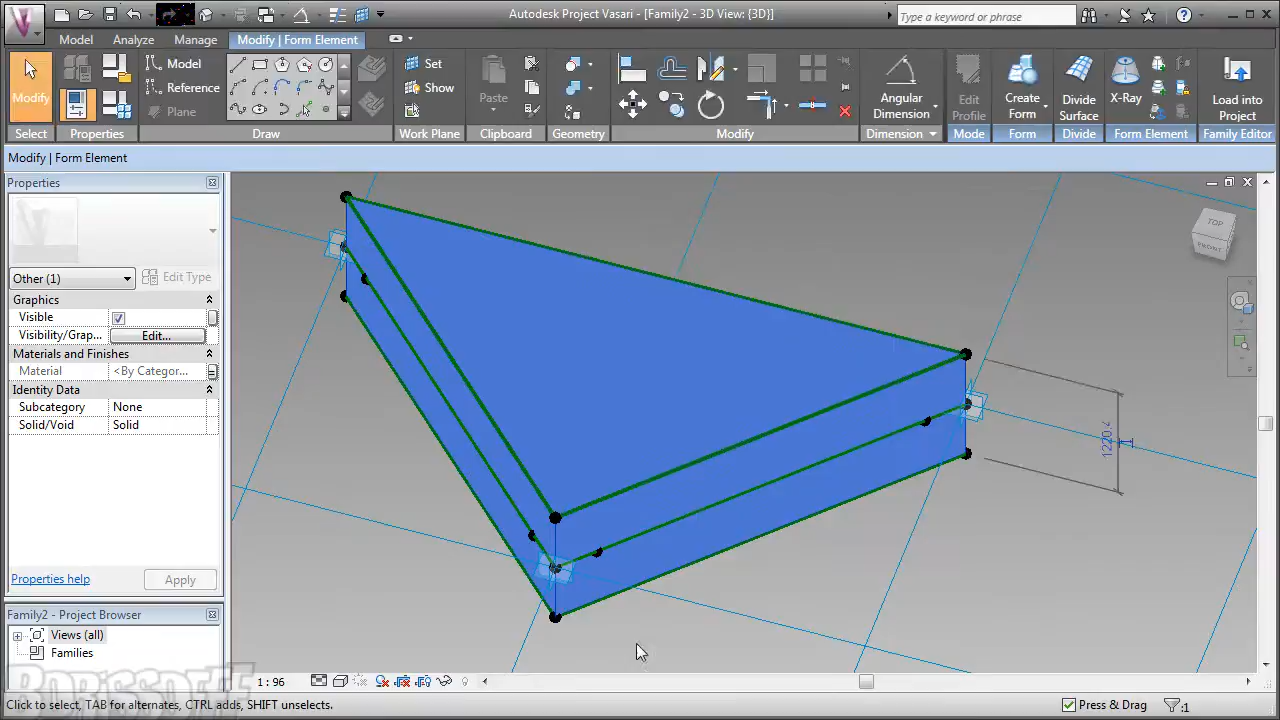 Autodesk Project Vasari - [Family2 - 3D View: {3D}]
Type a keyword or phrase
Model
Analyze
Manage
Modify | Form Element
Modify
Model
Reference
Plane
Set
Show
Paste
Angular
Dimension
Edit
Profile
Create
Form
Divide
Surface
X-Ray
Load into
Project
Select
Properties
Draw
Work Plane
Clipboard
Geometry
Modify
Dimension
Mode
Form
Divide
Form Element
Family Editor
Modify | Form Element
Properties
Other (1)
Edit Type
Graphics
Visible
Visibility/Grap...
Edit...
Materials and Finishes
Material
<By Categor...
Identity Data
Subcategory
None
Solid/Void
Solid
Properties help
Apply
Family2 - Project Browser
Views (all)
Families
TOP
1220.4
BORISSOFF
1 : 96
Click to select, TAB for alternates, CTRL adds, SHIFT unselects.
Press & Drag
:1